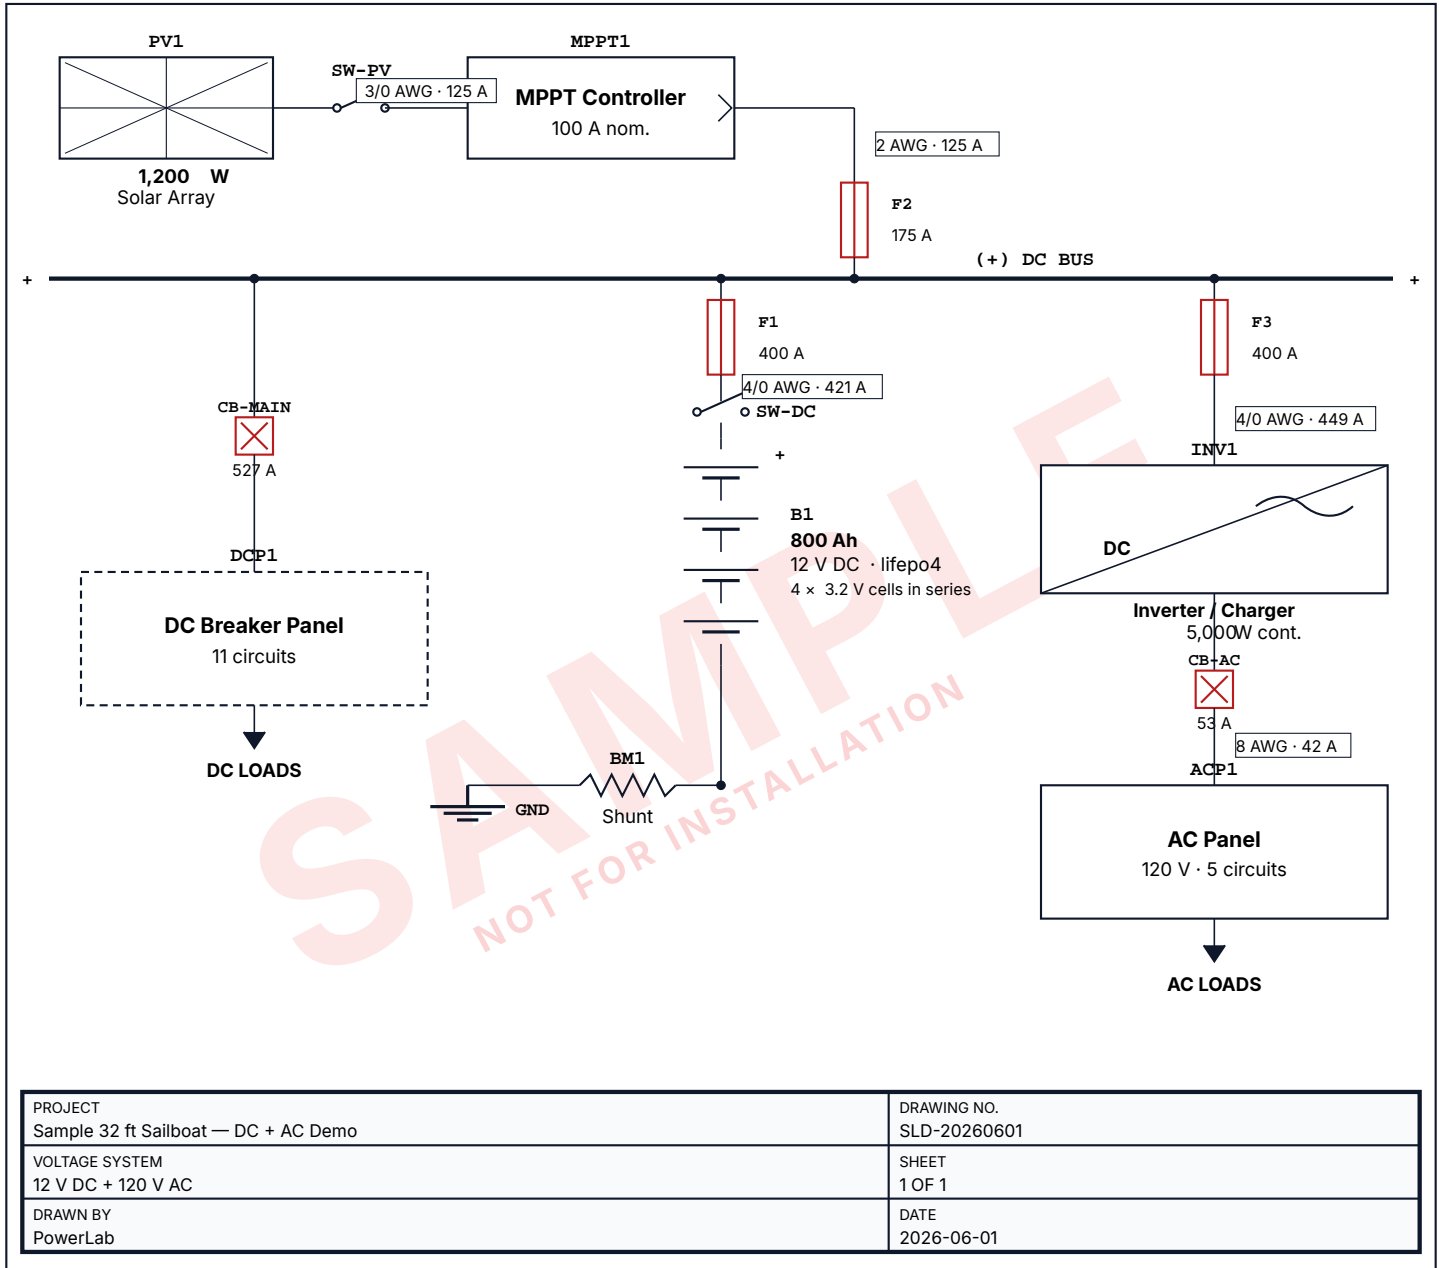 PV1
MPPT1
SW-PV
3/0 AWG · 125 A
MPPT Controller
100 A nom.
2 AWG · 125 A
1,200 W
Solar Array
F2
175 A
(+) DC BUS
+
+
F1
400 A
F3
400 A
4/0 AWG · 421 A
SW-DC
CB-MAIN
527 A
4/0 AWG · 449 A
INV1
+
B1
800 Ah
12 V DC · lifepo4
4 × 3.2 V cells in series
DC
DCP1
DC Breaker Panel
11 circuits
Inverter / Charger
5,000W cont.
CB-AC
53 A
8 AWG · 42 A
ACP1
DC LOADS
BM1
GND
Shunt
AC Panel
120 V · 5 circuits
AC LOADS
SAMPLE
NOT FOR INSTALLATION
PROJECT
Sample 32 ft Sailboat — DC + AC Demo
DRAWING NO.
SLD-20260601
VOLTAGE SYSTEM
12 V DC + 120 V AC
SHEET
1 OF 1
DRAWN BY
PowerLab
DATE
2026-06-01